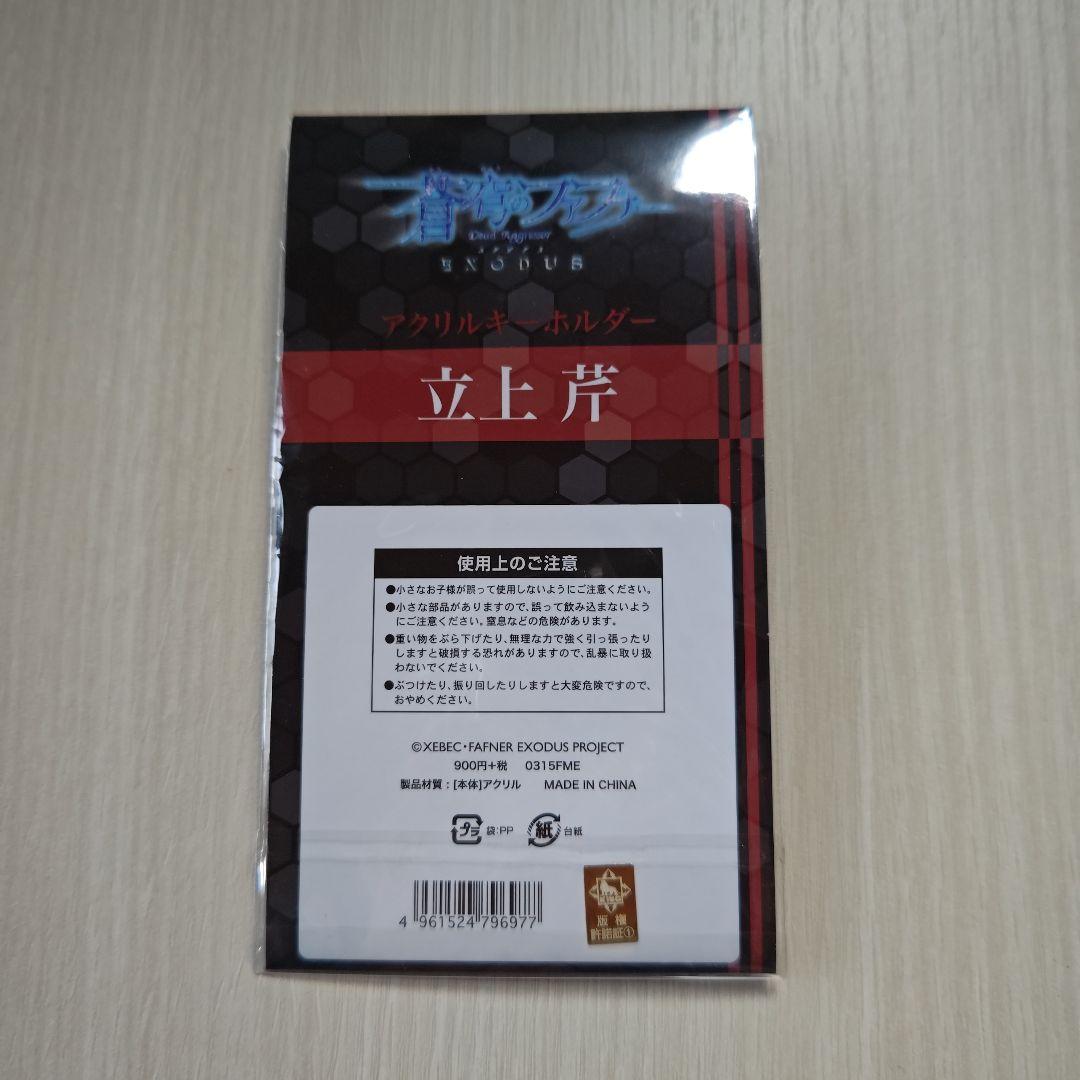 蒼穹のファフナー
Dead Aggressor
エグゾダス
EXODUS
アクリルキーホルダー
立上 芹
使用上のご注意
●小さなお子様が誤って使用しないようにご注意ください。
●小さな部品がありますので、誤って飲み込まないよう
にご注意ください。窒息などの危険があります。
●重い物をぶら下げたり、無理な力で強く引っ張ったり
しますと破損する恐れがありますので、乱暴に取り扱
わないでください。
●ぶつけたり、振り回したりしますと大変危険ですので、
おやめください。
©XEBEC・FAFNER EXODUS PROJECT
900円+税 0315FME
製品材質：[本体]アクリル MADE IN CHINA
プラ 袋:PP 紙 台紙
4 961524 796977
KING
版権
許諾証①